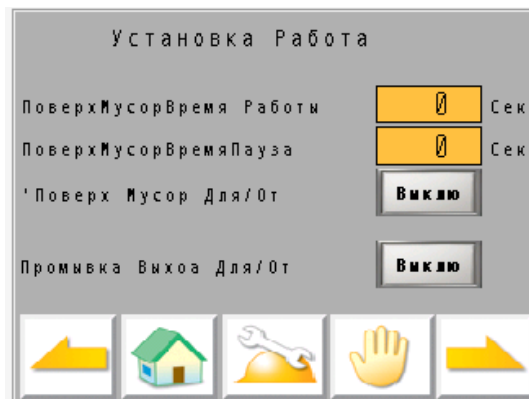 Установка Работа
ПоверхМусорВремя Работы 0 Сек
ПоверхМусорВремяПауза 0 Сек
'Поверх Мусор Для/От Выклю
Промывка Выхоа Для/От Выклю